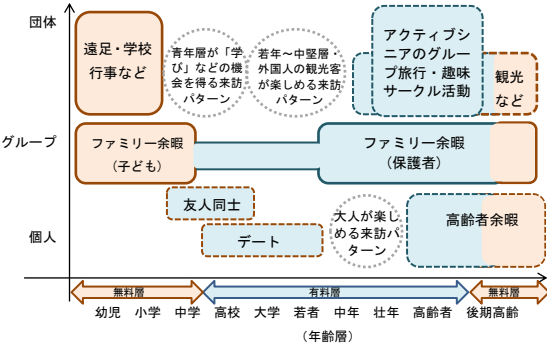 団体
遠足・学校
行事など
青年層が「学
び」などの機
会を得る来訪
パターン
若年～中堅層・
外国人の観光客
が楽しめる来訪
パターン
アクティブシ
ニアのグルー
プ旅行・趣味
サークル活動
観光
など
グループ
ファミリー余暇
（子ども）
ファミリー余暇
（保護者）
友人同士
デート
個人
大人が楽し
める来訪パ
ターン
高齢者余暇
無料層
有料層
無料層
幼児 小学 中学 高校 大学 若者 中年 壮年 高齢者 後期高齢
（年齢層）